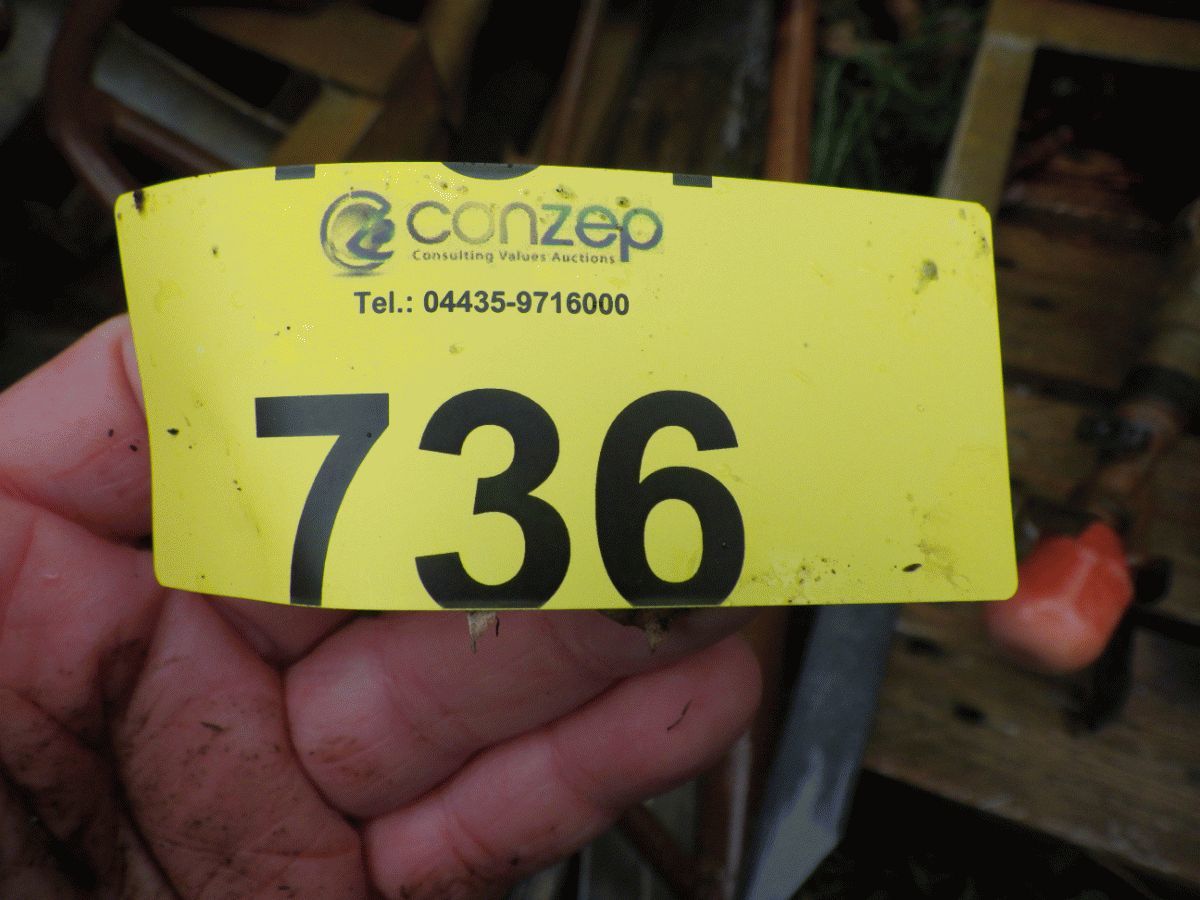 conzep
Consulting Values Auctions
Tel.: 04435-9716000
736